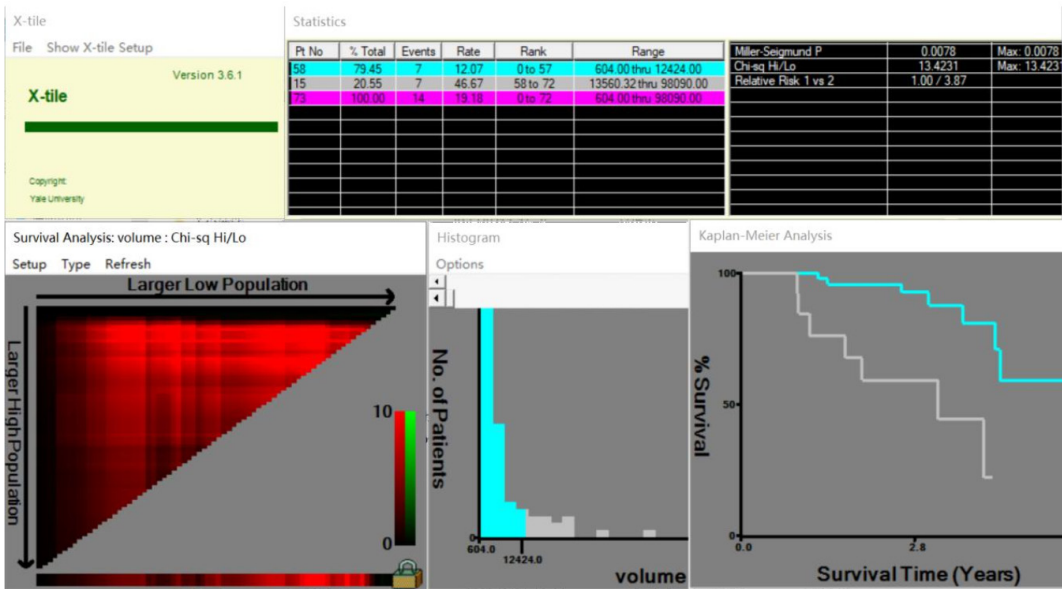 X-tile
File Show X-tile Setup
Version 3.6.1
X-tile
Copyright:
Yale University
Statistics
Pt No % Total Events Rate Rank Range
58 79.45 7 12.07 0 to 57 604.00 thru 12424.00
15 20.55 7 46.67 58 to 72 13560.32 thru 98090.00
73 100.00 14 19.18 0 to 72 604.00 thru 98090.00
Miller-Seigmund P 0.0078 Max: 0.0078
Chi-sq Hi/Lo 13.4231 Max: 13.4231
Relative Risk 1 vs 2 1.00 / 3.87
Survival Analysis: volume : Chi-sq Hi/Lo
Setup Type Refresh
Larger Low Population
Larger High Population
10
0
Histogram
Options
No. of Patients
0
604.0
12424.0
volume
Kaplan-Meier Analysis
100
50
0
% Survival
0.0
2.8
Survival Time (Years)